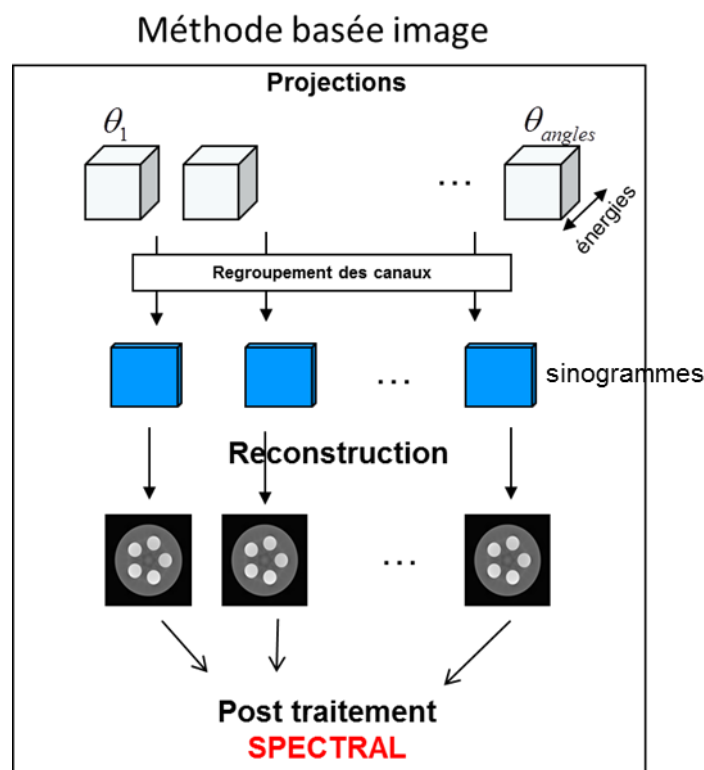 Méthode basée image
Projections
θ1
θangles
...
énergies
Regroupement des canaux
...
sinogrammes
Reconstruction
...
Post traitement
SPECTRAL